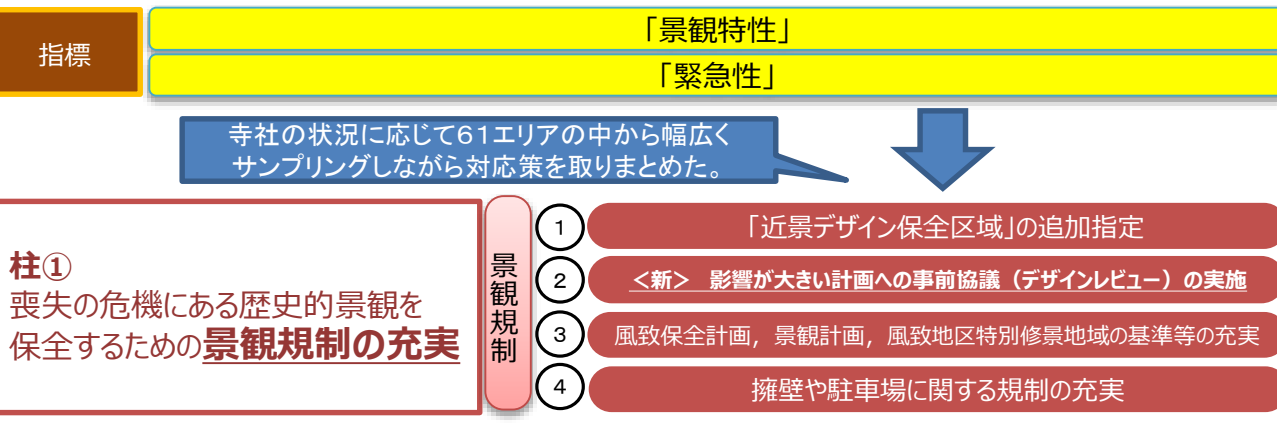 指標
「景観特性」
「緊急性」
寺社の状況に応じて61エリアの中から幅広く
サンプリングしながら対応策を取りまとめた。
柱①
喪失の危機にある歴史的景観を
保全するための景観規制の充実
景観規制
1 「近景デザイン保全区域」の追加指定
2 <新> 影響が大きい計画への事前協議（デザインレビュー）の実施
3 風致保全計画，景観計画，風致地区特別修景地域の基準等の充実
4 擁壁や駐車場に関する規制の充実